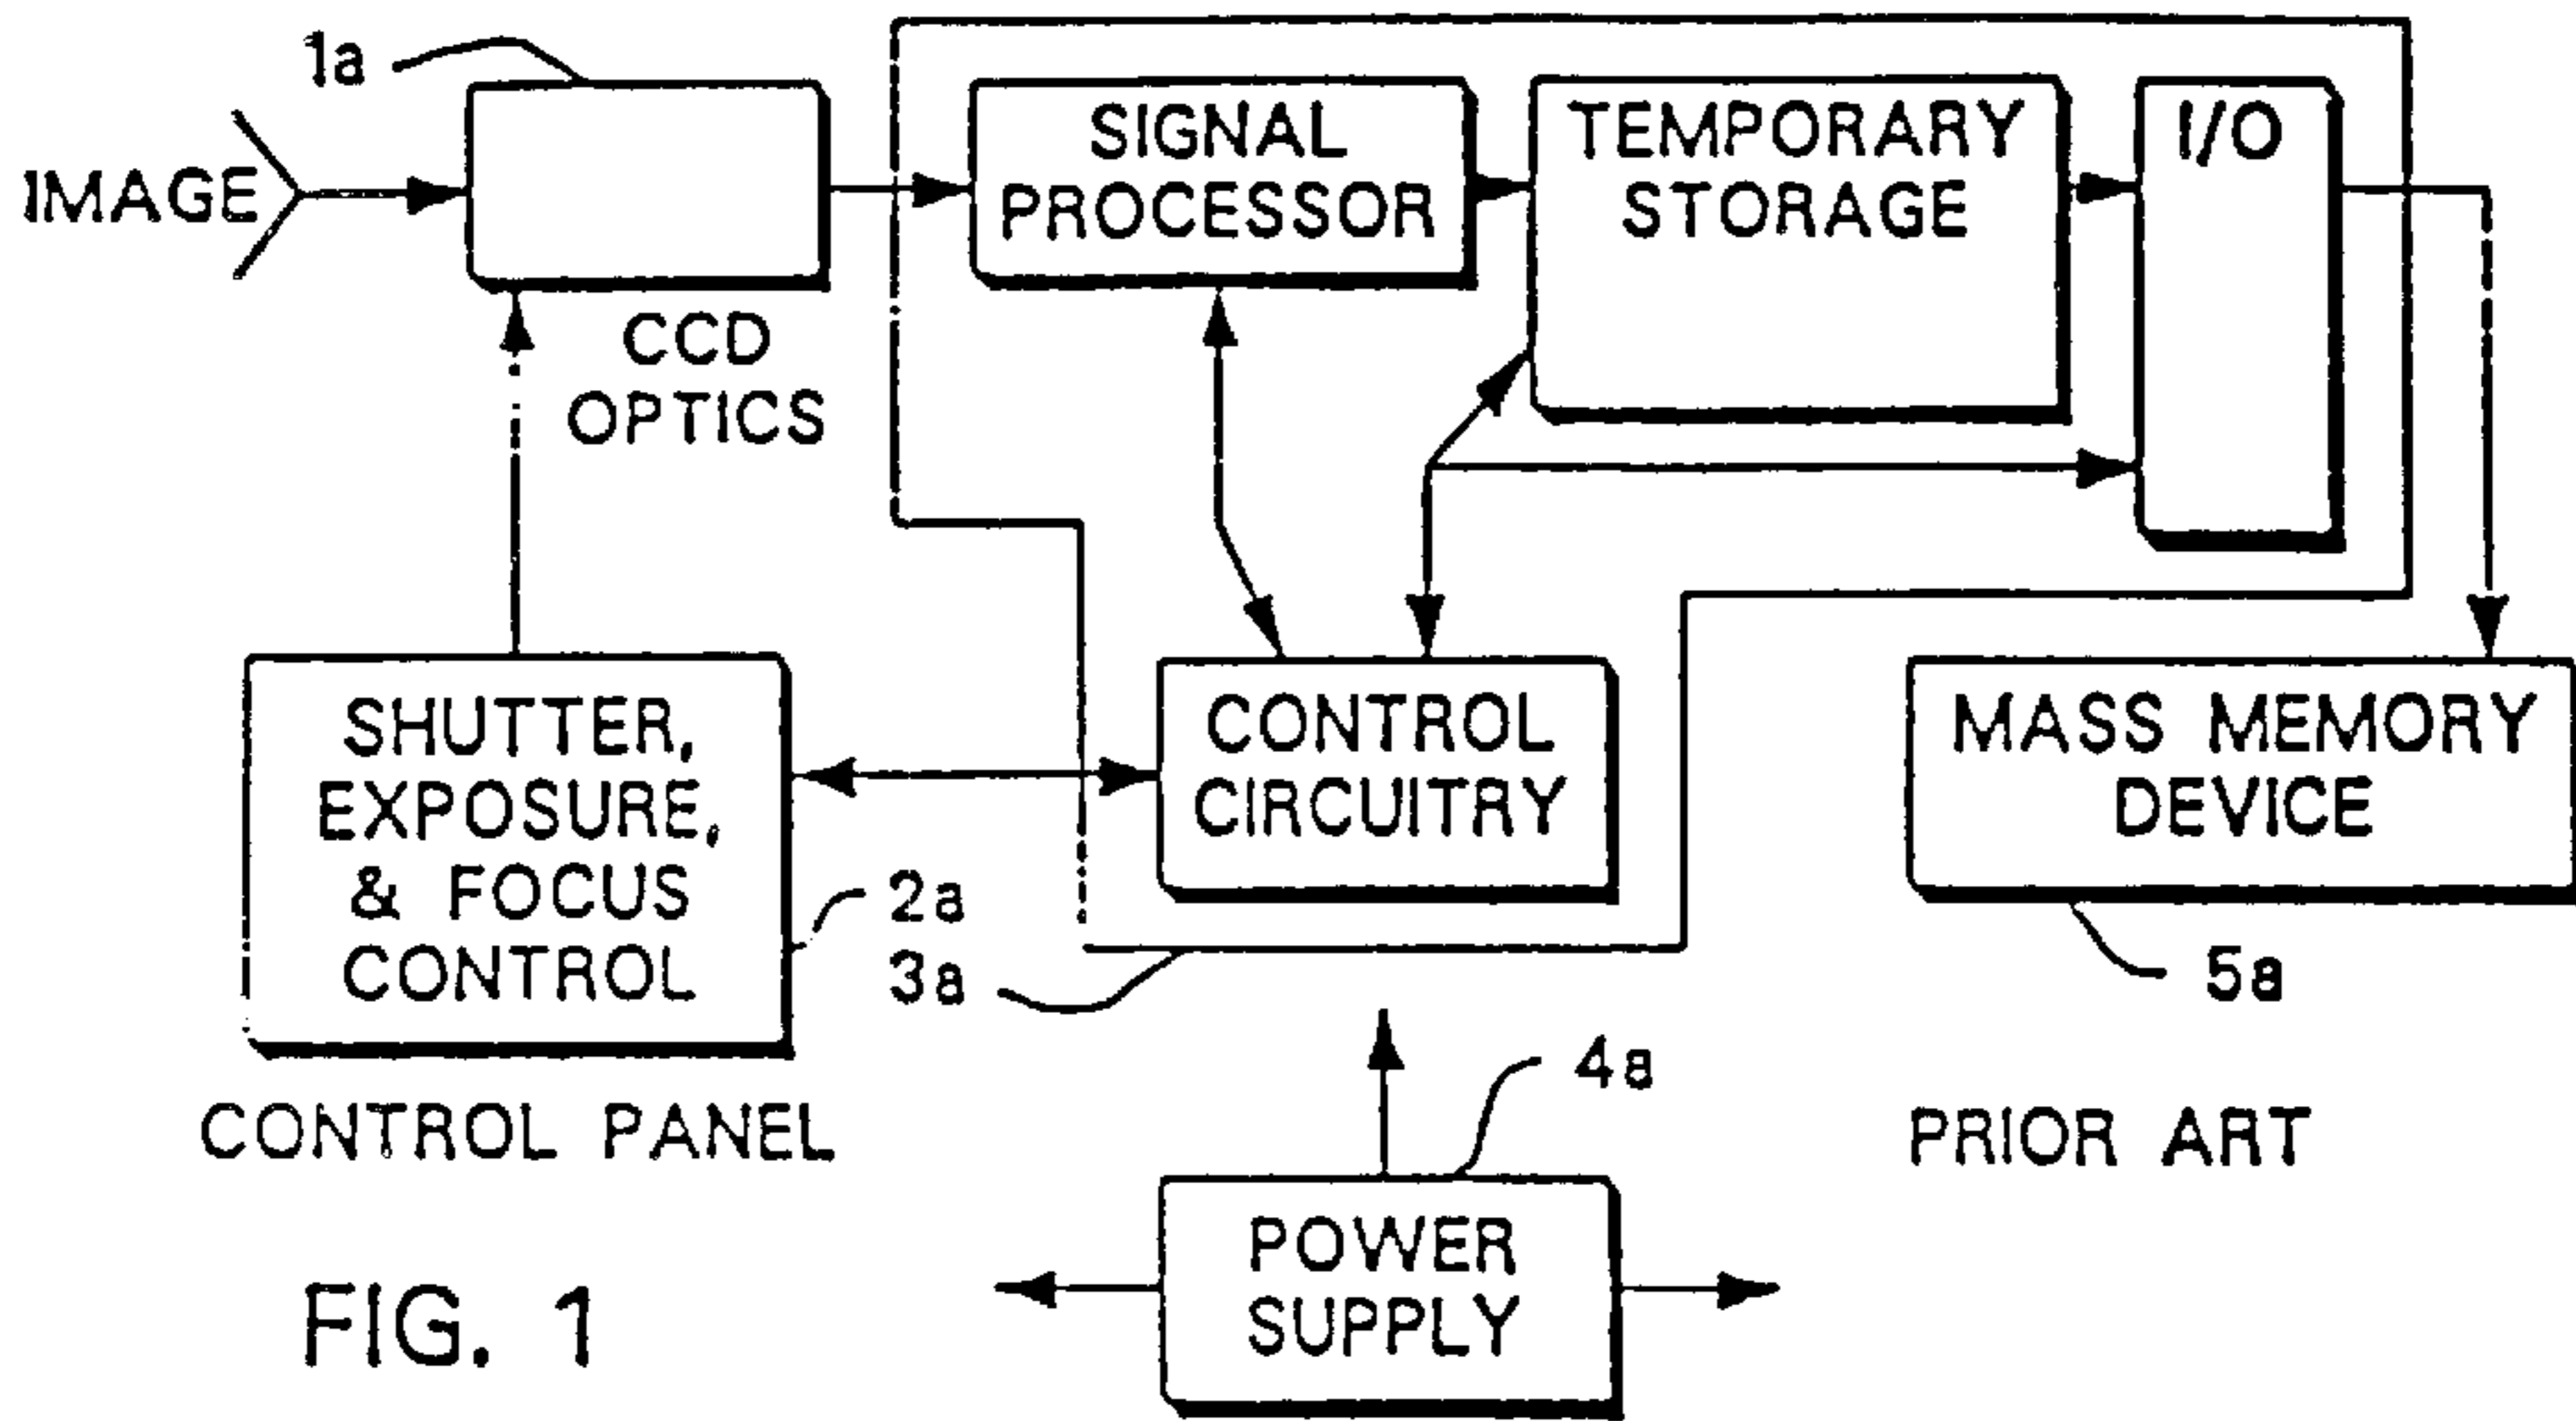 1a
IMAGE
CCD
OPTICS
SIGNAL
PROCESSOR
TEMPORARY
STORAGE
I/O
SHUTTER,
EXPOSURE,
& FOCUS
CONTROL
CONTROL PANEL
2a
3a
CONTROL
CIRCUITRY
MASS MEMORY
DEVICE
5a
4a
POWER
SUPPLY
PRIOR ART
FIG. 1